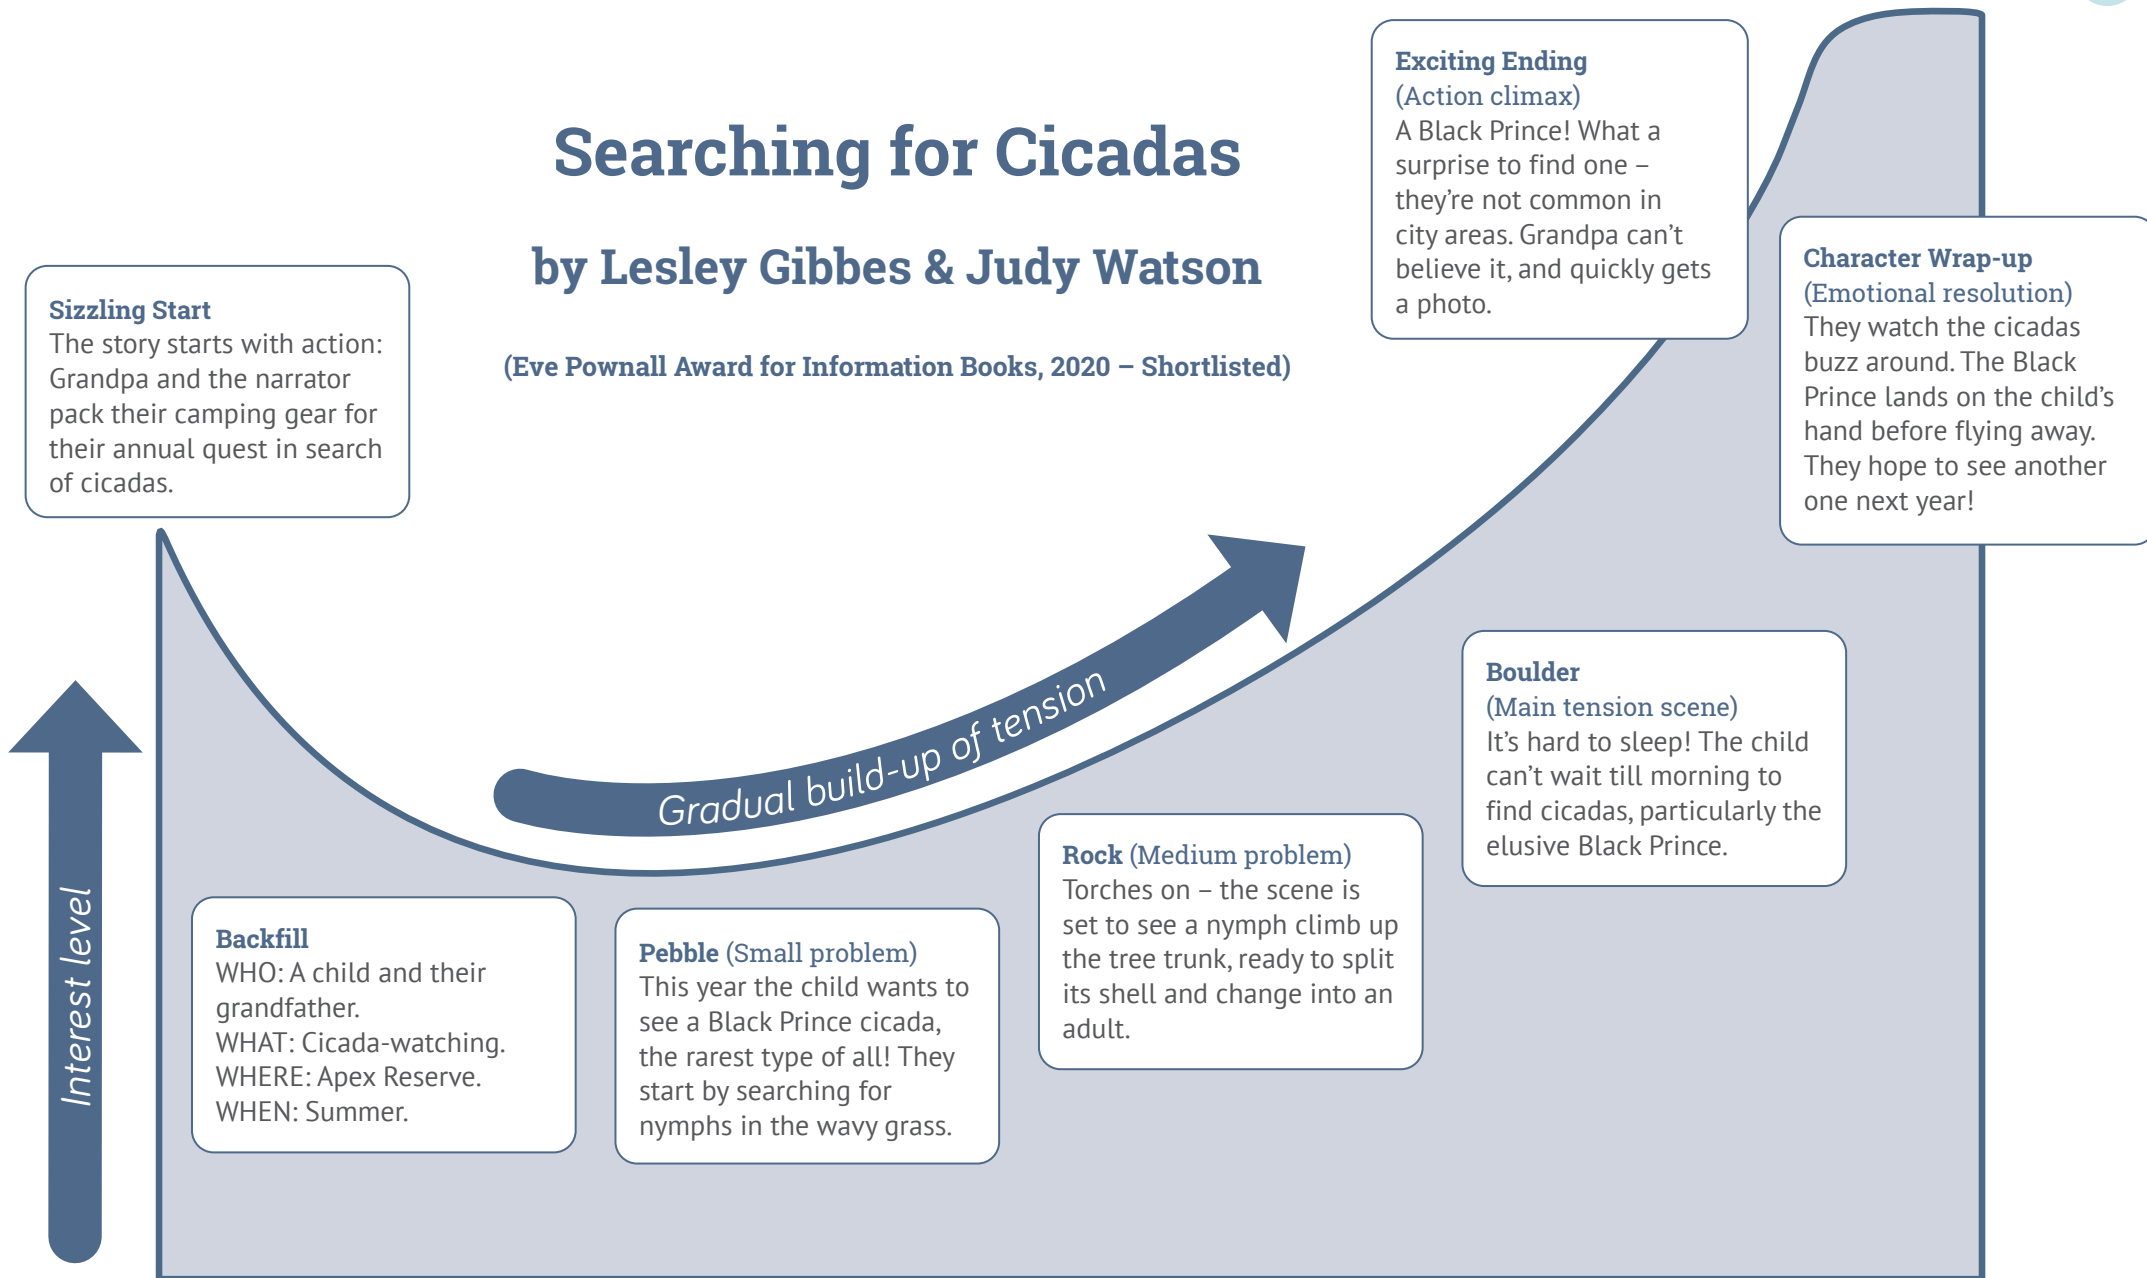 Searching for Cicadas
by Lesley Gibbes & Judy Watson
(Eve Pownall Award for Information Books, 2020 – Shortlisted)
Sizzling Start
The story starts with action:
Grandpa and the narrator
pack their camping gear for
their annual quest in search
of cicadas.
Interest level
Backfill
WHO: A child and their
grandfather.
WHAT: Cicada-watching.
WHERE: Apex Reserve.
WHEN: Summer.
Gradual build-up of tension
Pebble (Small problem)
This year the child wants to
see a Black Prince cicada,
the rarest type of all! They
start by searching for
nymphs in the wavy grass.
Rock (Medium problem)
Torches on – the scene is
set to see a nymph climb up
the tree trunk, ready to split
its shell and change into an
adult.
Boulder
(Main tension scene)
It’s hard to sleep! The child
can’t wait till morning to
find cicadas, particularly the
elusive Black Prince.
Exciting Ending
(Action climax)
A Black Prince! What a
surprise to find one –
they’re not common in
city areas. Grandpa can’t
believe it, and quickly gets
a photo.
Character Wrap-up
(Emotional resolution)
They watch the cicadas
buzz around. The Black
Prince lands on the child’s
hand before flying away.
They hope to see another
one next year!